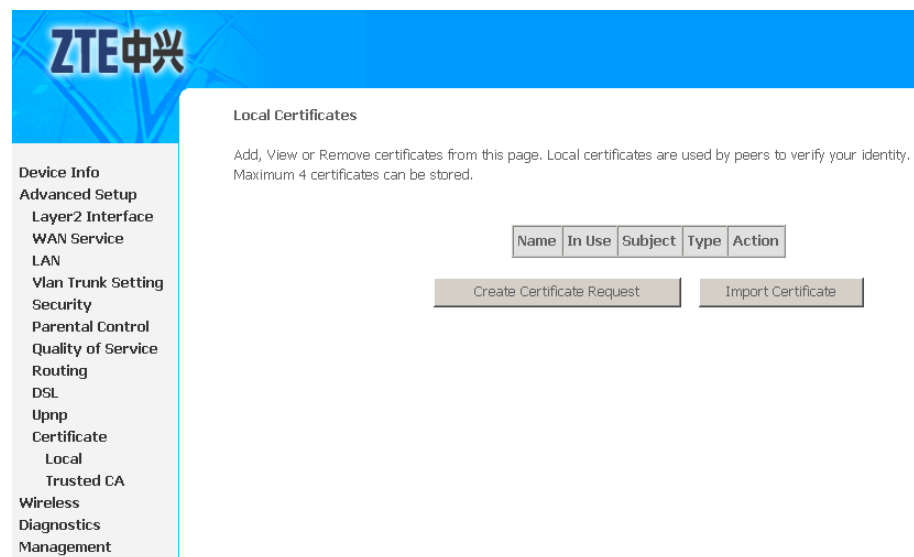 ZTE中兴
Local Certificates
Add, View or Remove certificates from this page. Local certificates are used by peers to verify your identity.
Maximum 4 certificates can be stored.
Name In Use Subject Type Action
Create Certificate Request Import Certificate
Device Info
Advanced Setup
Layer2 Interface
WAN Service
LAN
Vlan Trunk Setting
Security
Parental Control
Quality of Service
Routing
DSL
Upnp
Certificate
Local
Trusted CA
Wireless
Diagnostics
Management